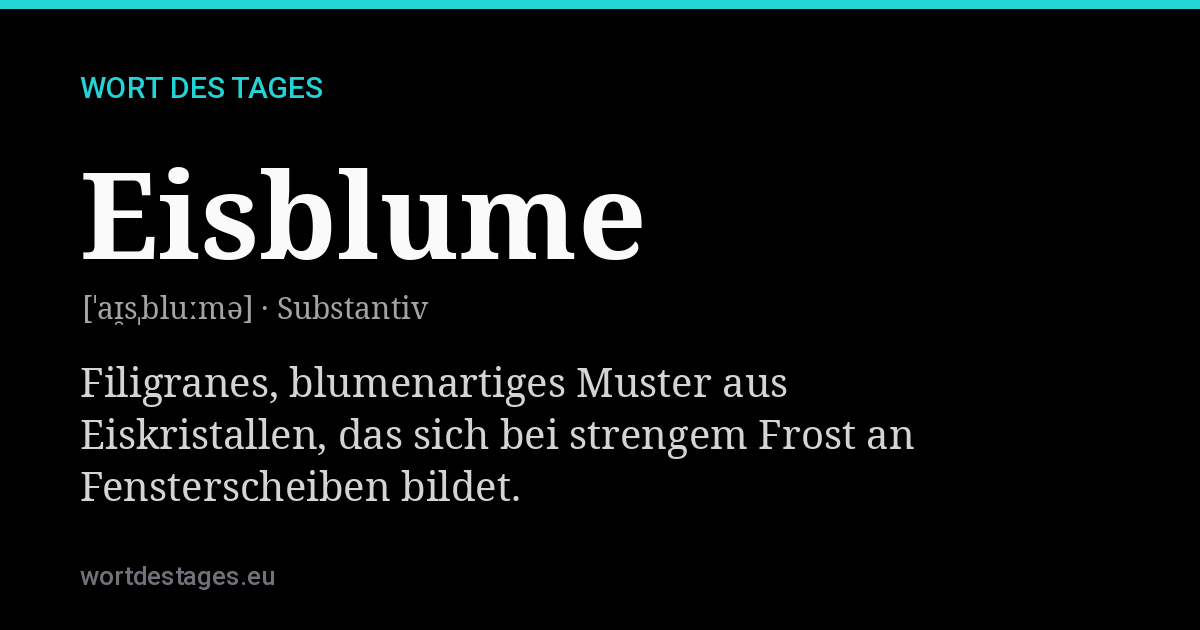 WORT DES TAGES
Eisblume
[ˈaɪ̯sˌbluːmə] · Substantiv
Filigranes, blumenartiges Muster aus
Eiskristallen, das sich bei strengem Frost an
Fensterscheiben bildet.
wortdestages.eu